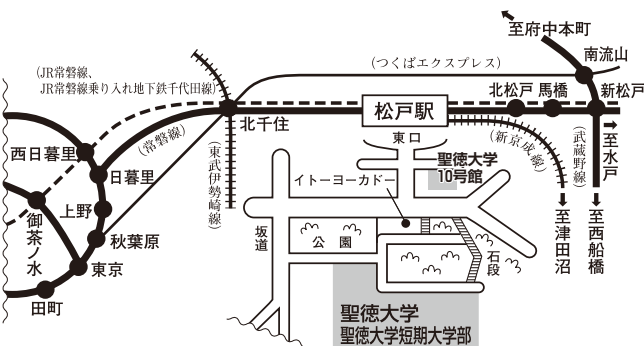 至府中本町
(つくばエクスプレス)
南流山
(JR常磐線、
JR常磐線乗り入れ地下鉄千代田線)
北松戸
馬橋
新松戸
松戸駅
北千住
(常磐線)
(新京成線)
(武蔵野線)
至水戸
東口
西日暮里
日暮里
(東武伊勢崎線)
聖徳大学
10号館
イトーヨーカドー
上野
御茶ノ水
秋葉原
坂道
公園
石段
至津田沼
至西船橋
東京
田町
聖徳大学
聖徳大学短期大学部